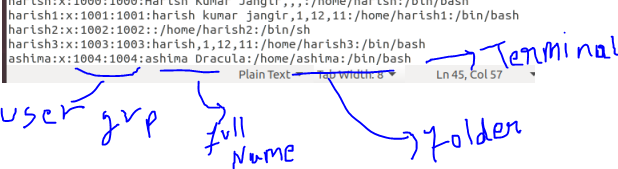 harish:x:1000:1000:Harish Kumar Jangir,,,:/home/harish:/bin/bash
harish1:x:1001:1001:harish kumar jangir,1,12,11:/home/harish1:/bin/bash
harish2:x:1002:1002::/home/harish2:/bin/sh
harish3:x:1003:1003:harish,1,12,11:/home/harish3:/bin/bash
ashima:x:1004:1004:ashima Dracula:/home/ashima:/bin/bash
Terminal
Plain Text Tab Width: 8 Ln 45, Col 57
user grp full Name Folder